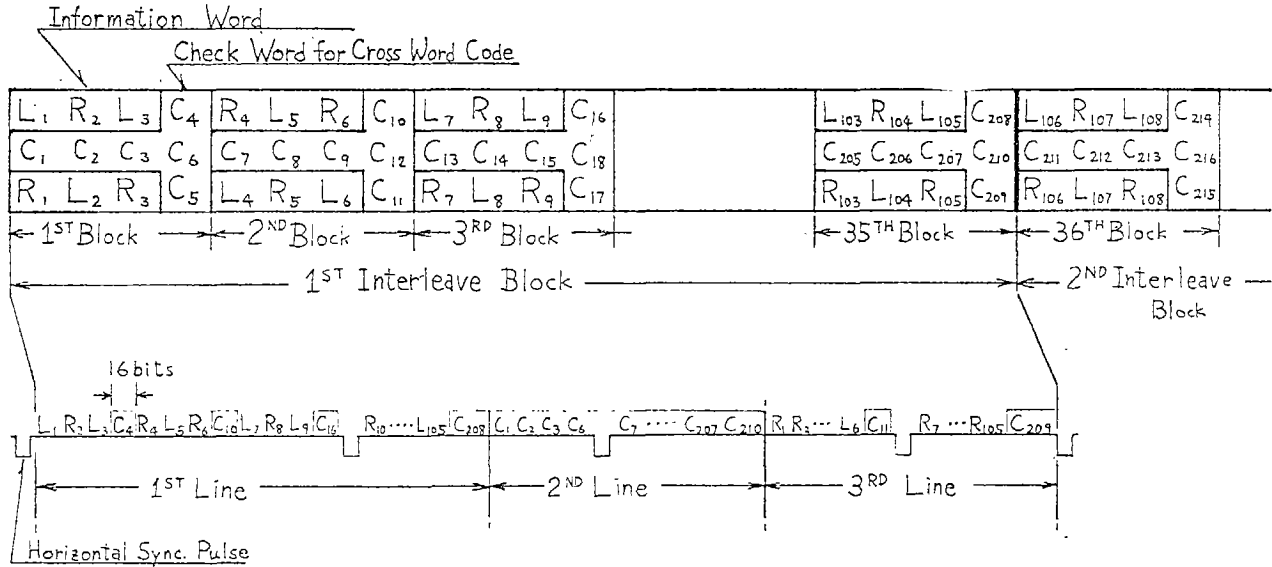 Information Word
Check Word for Cross Word Code
L₁ R₂ L₃ C₄ R₄ L₅ R₆ C₁₀ L₇ R₈ L₉ C₁₆ L₁₀₃ R₁₀₄ L₁₀₅ C₂₀₈ L₁₀₆ R₁₀₇ L₁₀₈ C₂₁₄
C₁ C₂ C₃ C₆ C₇ C₈ C₉ C₁₂ C₁₃ C₁₄ C₁₅ C₁₈ C₂₀₅ C₂₀₆ C₂₀₇ C₂₁₀ C₂₁₁ C₂₁₂ C₂₁₃ C₂₁₆
R₁ L₂ R₃ C₅ L₄ R₅ L₆ C₁₁ R₇ L₈ R₉ C₁₇ R₁₀₃ L₁₀₄ R₁₀₅ C₂₀₉ R₁₀₆ L₁₀₇ R₁₀₈ C₂₁₅
1ST Block 2ND Block 3RD Block 35TH Block 36TH Block
1ST Interleave Block 2ND Interleave
Block
16bits
L₁ R₂ L₃ C₄ R₄ L₅ R₆ C₁₀ L₇ R₈ L₉ C₁₆ R₁₀ ···· L₁₀₅ C₂₀₈ C₁ C₂ C₃ C₆ C₇ ···· C₂₀₇ C₂₁₀ R₁ R₂ ··· L₆ C₁₁ R₇ ··· R₁₀₅ C₂₀₉
1ST Line 2ND Line 3RD Line
Horizontal Sync. Pulse